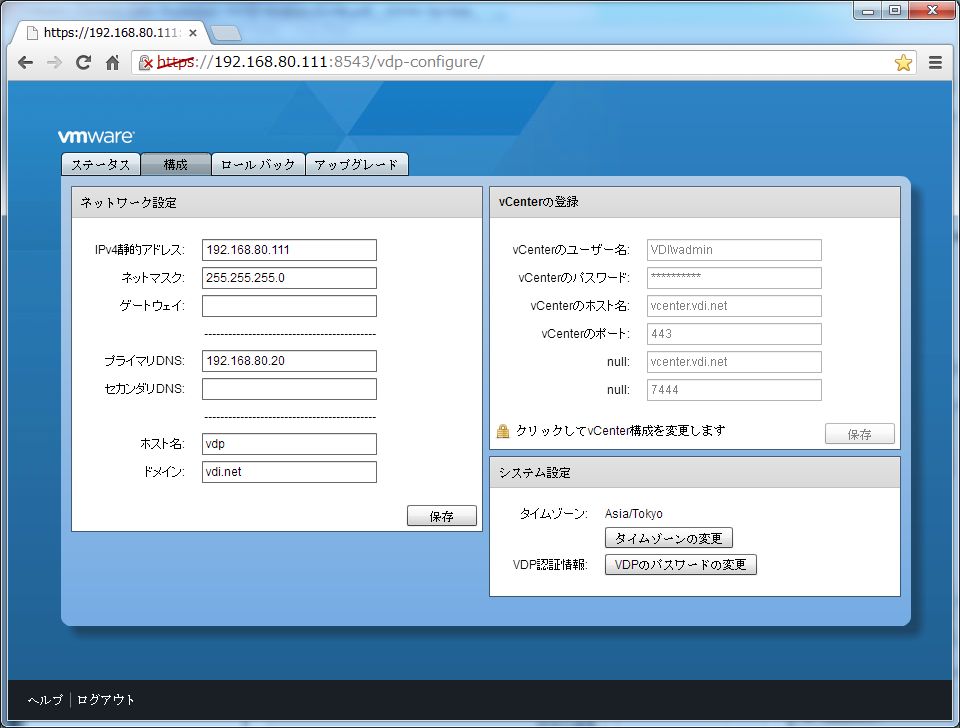 https://192.168.80.111:
https://192.168.80.111:8543/vdp-configure/
vmware
ステータス 構成 ロール バック アップグレード
ネットワーク設定
IPv4静的アドレス: 192.168.80.111
ネットマスク: 255.255.255.0
ゲートウェイ:
-------------------------------------------
プライマリDNS: 192.168.80.20
セカンダリDNS:
-------------------------------------------
ホスト名: vdp
ドメイン: vdi.net
保存
vCenterの登録
vCenterのユーザー名: VDI\vadmin
vCenterのパスワード: **********
vCenterのホスト名: vcenter.vdi.net
vCenterのポート: 443
null: vcenter.vdi.net
null: 7444
クリックしてvCenter構成を変更します 保存
システム設定
タイムゾーン: Asia/Tokyo
タイムゾーンの変更
VDP認証情報: VDPのパスワードの変更
ヘルプ ログアウト